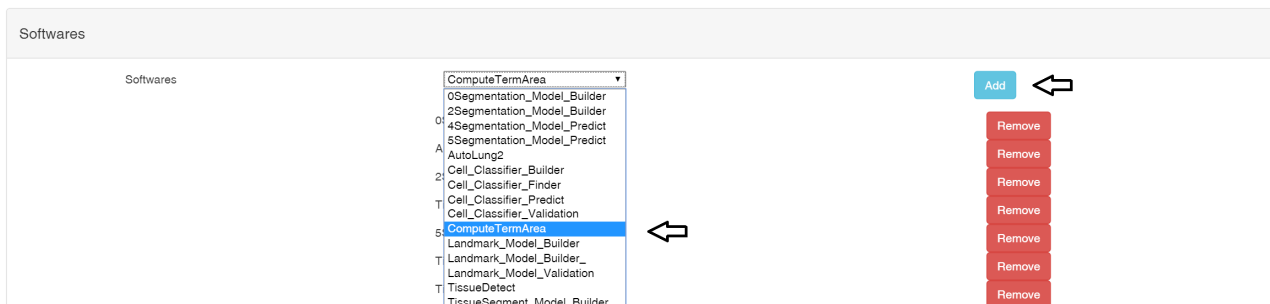 Softwares
Softwares
ComputeTermArea
Add
0Segmentation_Model_Builder
2Segmentation_Model_Builder
4Segmentation_Model_Predict
Remove
5Segmentation_Model_Predict
AutoLung2
Remove
Cell_Classifier_Builder
Cell_Classifier_Finder
Remove
Cell_Classifier_Predict
Cell_Classifier_Validation
Remove
ComputeTermArea
Remove
Landmark_Model_Builder
Landmark_Model_Builder_
Remove
Landmark_Model_Validation
TissueDetect
Remove
TissueSegment_Model_Builder